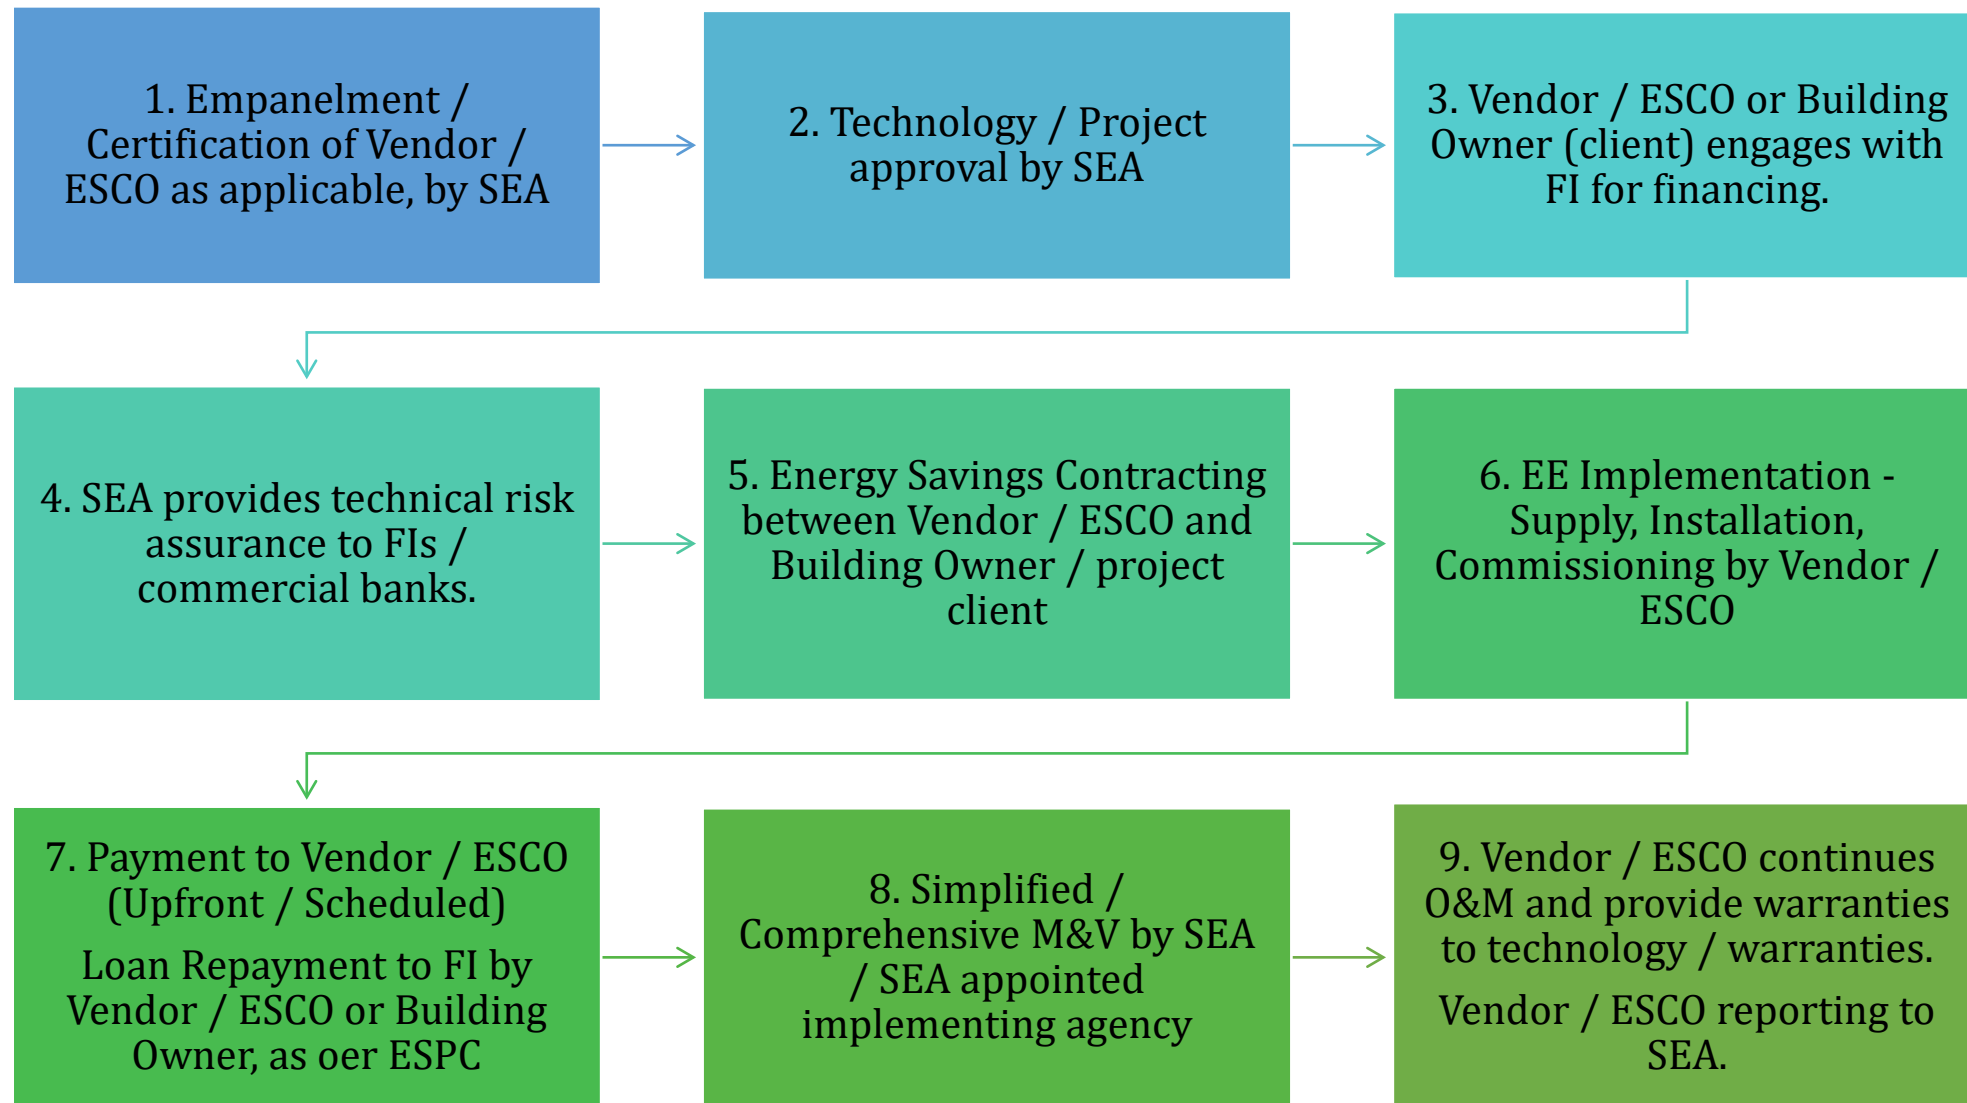 1. Empanelment /
Certification of Vendor /
ESCO as applicable, by SEA
2. Technology / Project
approval by SEA
3. Vendor / ESCO or Building
Owner (client) engages with
FI for financing.
4. SEA provides technical risk
assurance to FIs /
commercial banks.
5. Energy Savings Contracting
between Vendor / ESCO and
Building Owner / project
client
6. EE Implementation -
Supply, Installation,
Commissioning by Vendor /
ESCO
7. Payment to Vendor / ESCO
(Upfront / Scheduled)
Loan Repayment to FI by
Vendor / ESCO or Building
Owner, as oer ESPC
8. Simplified /
Comprehensive M&V by SEA
/ SEA appointed
implementing agency
9. Vendor / ESCO continues
O&M and provide warranties
to technology / warranties.
Vendor / ESCO reporting to
SEA.